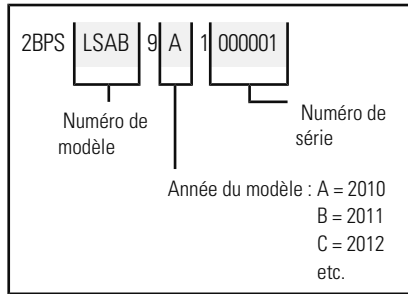 2BPS LSAB 9 A 1 000001
Numéro de
modèle
Numéro de
série
Année du modèle : A = 2010
B = 2011
C = 2012
etc.